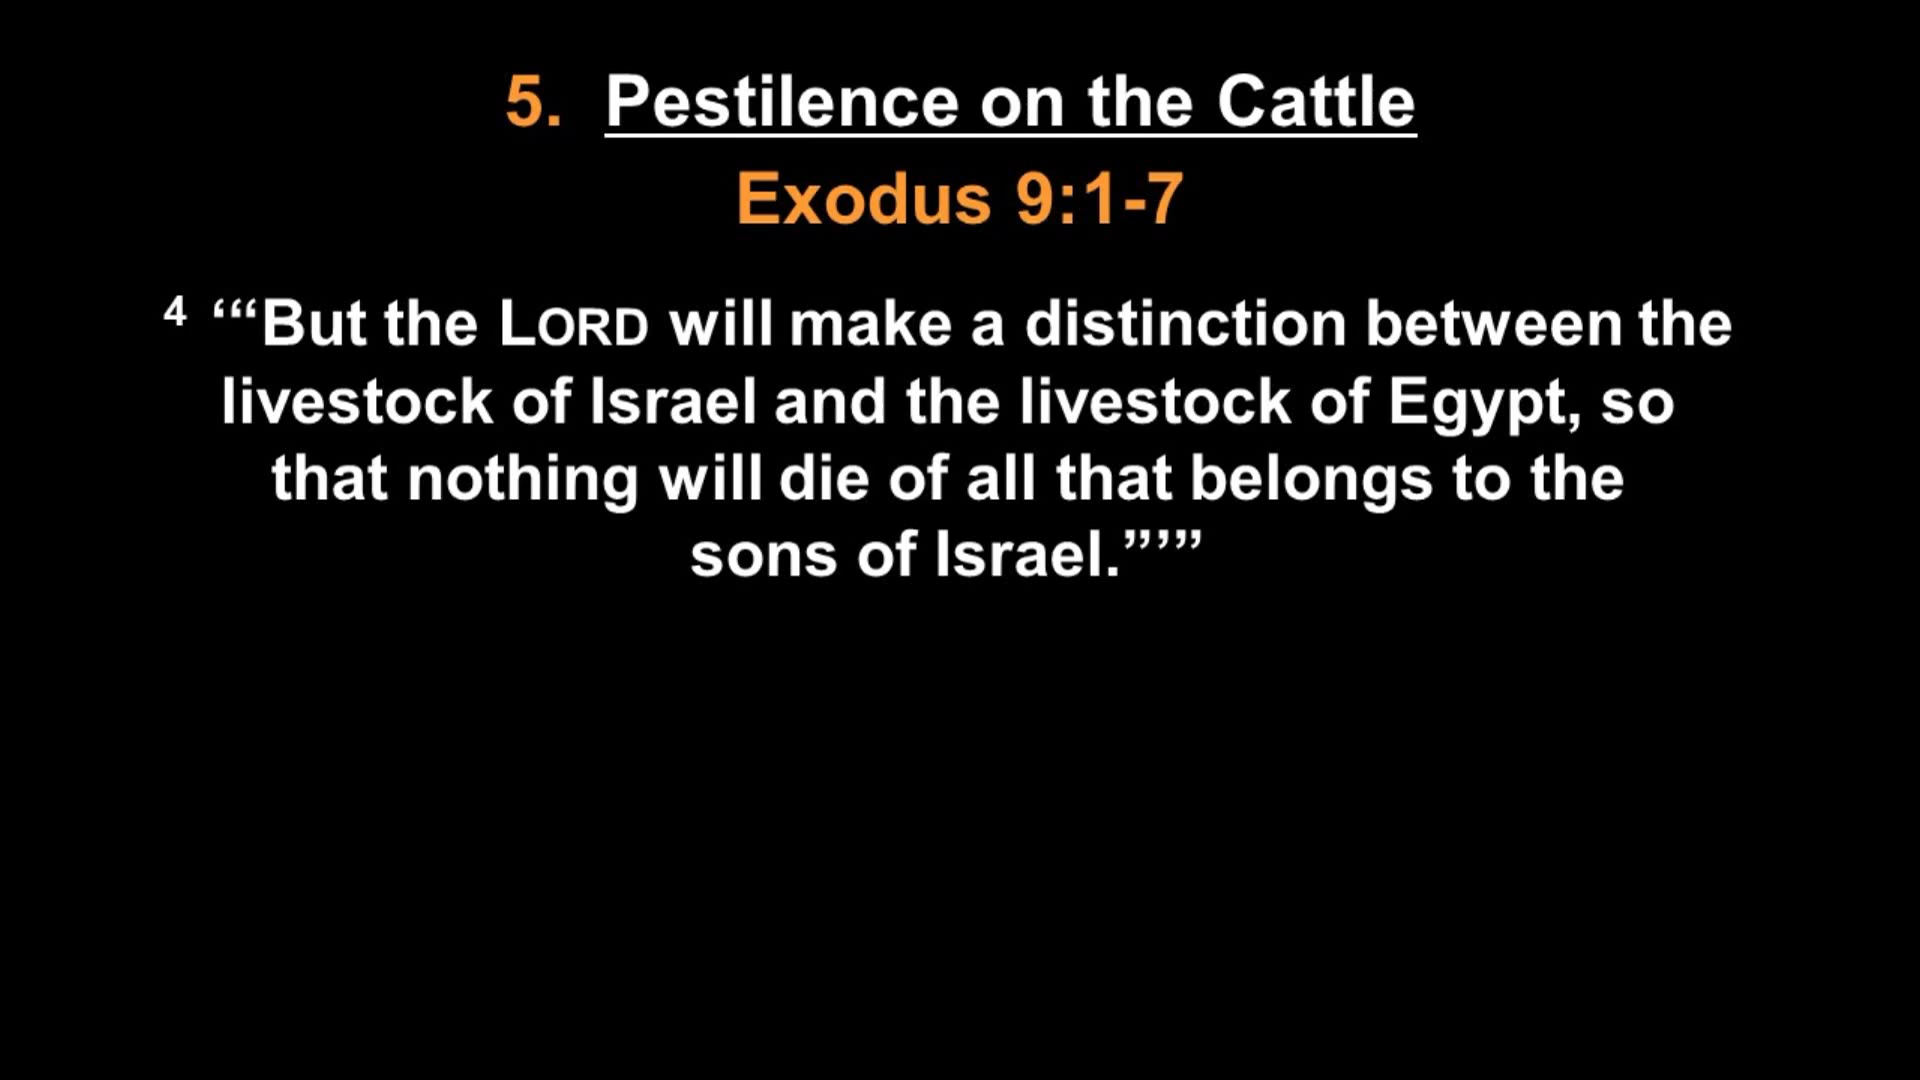 5. Pestilence on the Cattle
Exodus 9:1-7
4 ‘“But the LORD will make a distinction between the
livestock of Israel and the livestock of Egypt, so
that nothing will die of all that belongs to the
sons of Israel.”’”